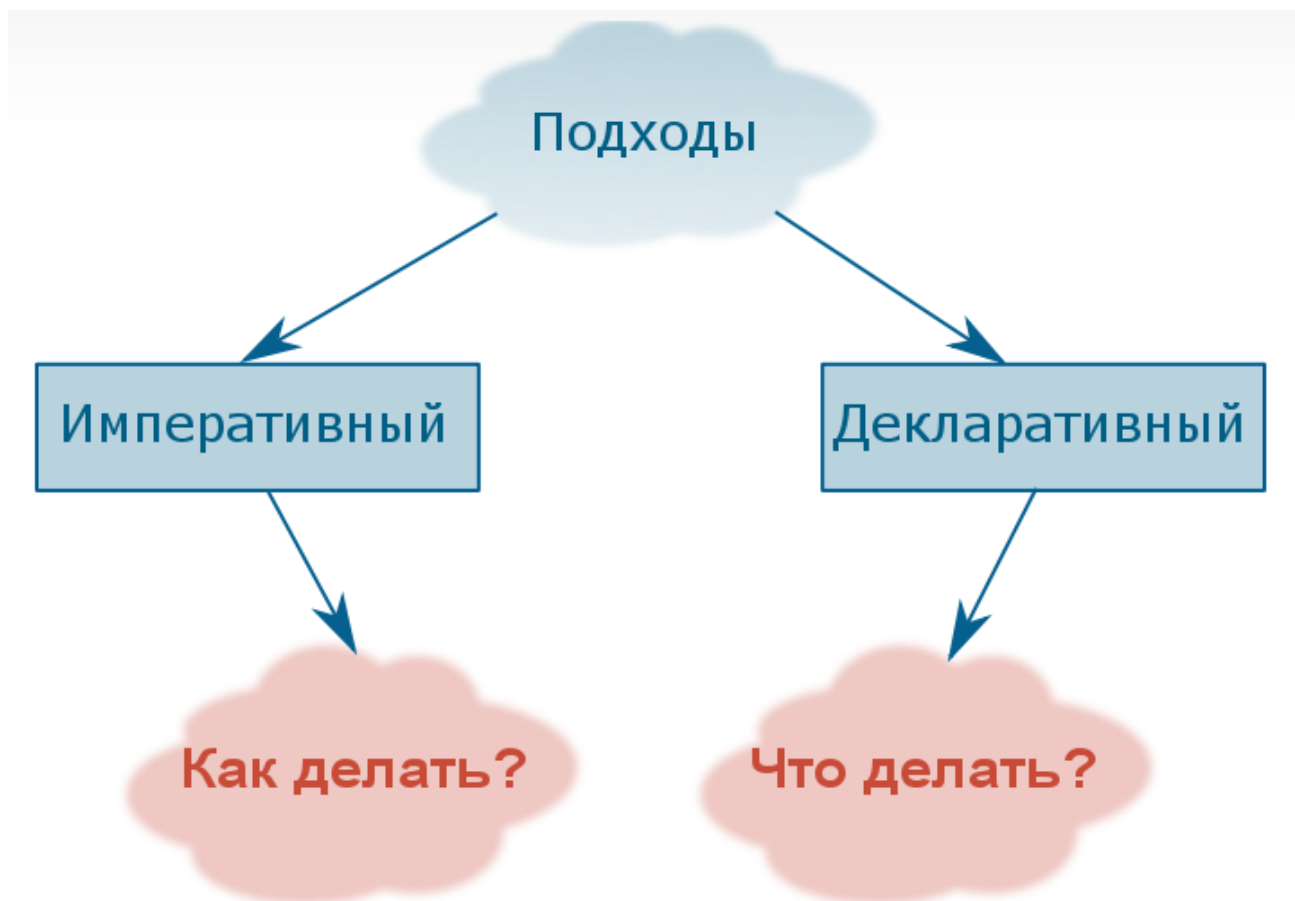 Подходы
Императивный
Декларативный
Как делать?
Что делать?